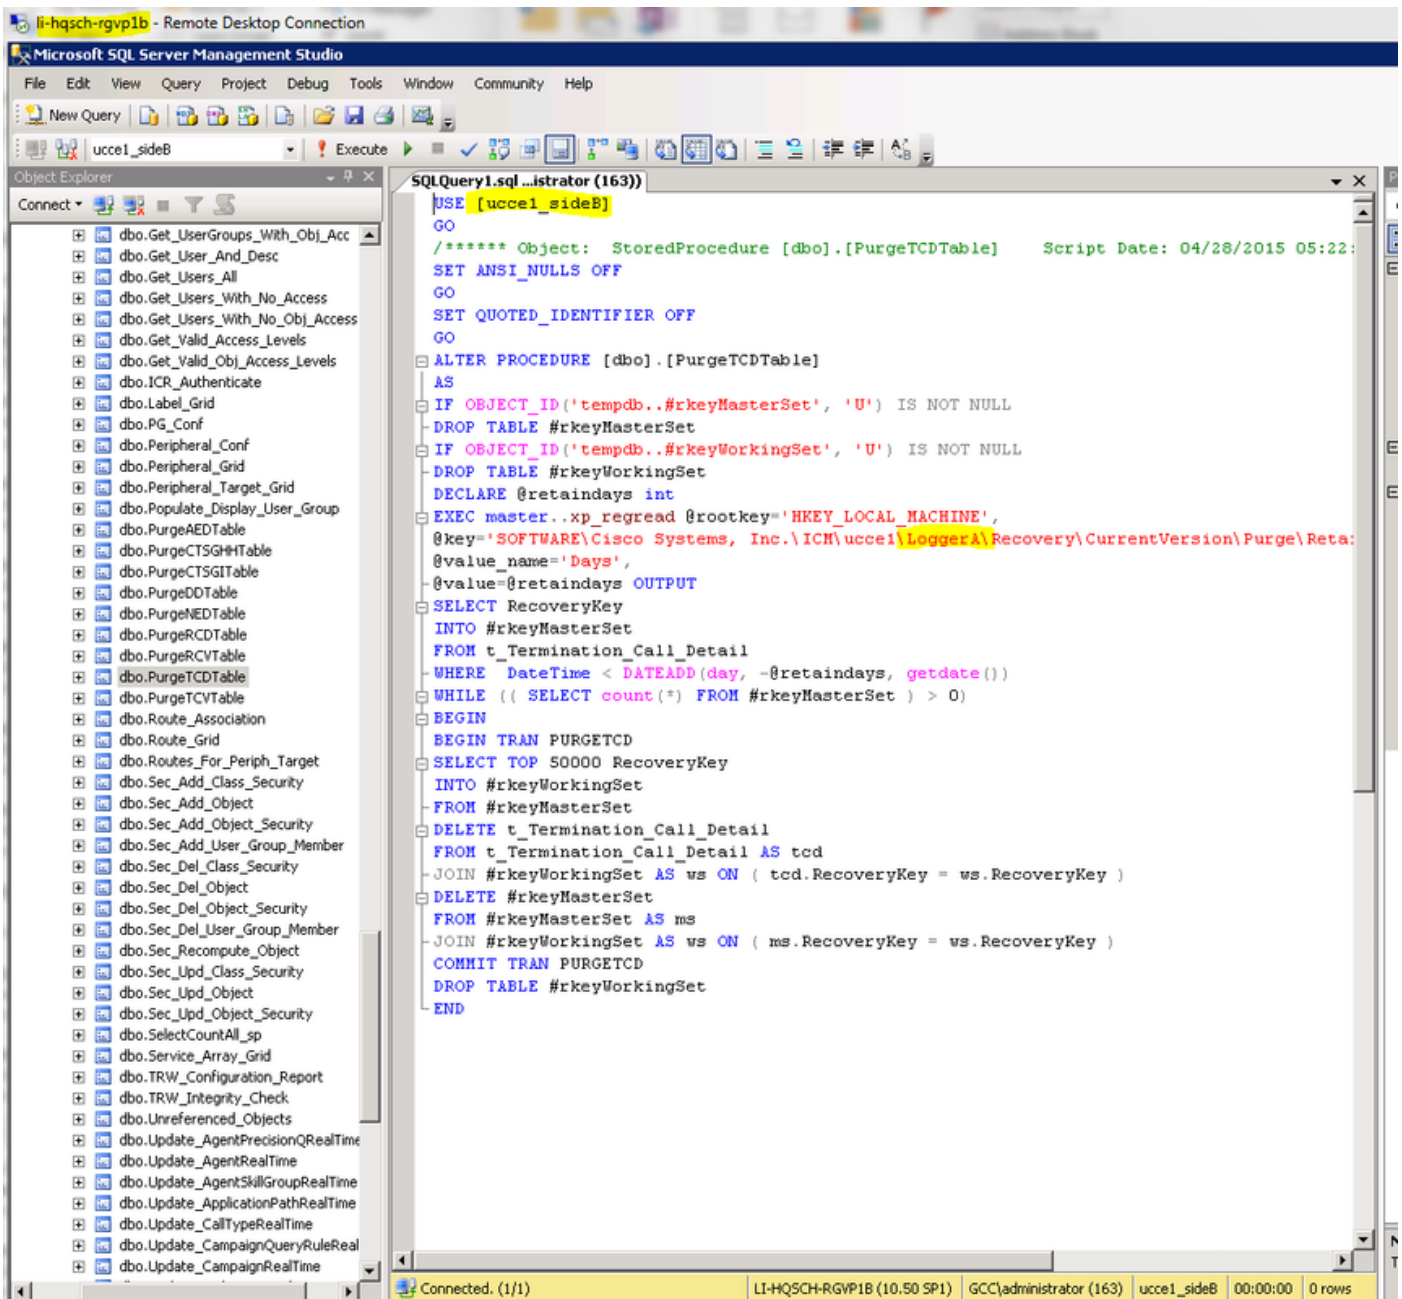 li-hqsch-rgvp1b - Remote Desktop Connection
Microsoft SQL Server Management Studio
File Edit View Query Project Debug Tools Window Community Help
New Query
ucce1_sideB Execute
Object Explorer
Connect
dbo.Get_UserGroups_With_Obj_Acc
dbo.Get_User_And_Desc
dbo.Get_Users_All
dbo.Get_Users_With_No_Access
dbo.Get_Users_With_No_Obj_Access
dbo.Get_Valid_Access_Levels
dbo.Get_Valid_Obj_Access_Levels
dbo.ICR_Authenticate
dbo.Label_Grid
dbo.PG_Conf
dbo.Peripheral_Conf
dbo.Peripheral_Grid
dbo.Peripheral_Target_Grid
dbo.Populate_Display_User_Group
dbo.PurgeAEDTable
dbo.PurgeCTSGHHTable
dbo.PurgeCTSGITable
dbo.PurgeDDTable
dbo.PurgeNEDTable
dbo.PurgeRCDTable
dbo.PurgeRCVTable
dbo.PurgeTCDTable
dbo.PurgeTCVTable
dbo.Route_Association
dbo.Route_Grid
dbo.Routes_For_Periph_Target
dbo.Sec_Add_Class_Security
dbo.Sec_Add_Object
dbo.Sec_Add_Object_Security
dbo.Sec_Add_User_Group_Member
dbo.Sec_Del_Class_Security
dbo.Sec_Del_Object
dbo.Sec_Del_Object_Security
dbo.Sec_Del_User_Group_Member
dbo.Sec_Recompute_Object
dbo.Sec_Upd_Class_Security
dbo.Sec_Upd_Object
dbo.Sec_Upd_Object_Security
dbo.SelectCountAll_sp
dbo.Service_Array_Grid
dbo.TRW_Configuration_Report
dbo.TRW_Integrity_Check
dbo.Unreferenced_Objects
dbo.Update_AgentPrecisionQRealTime
dbo.Update_AgentRealTime
dbo.Update_AgentSkillGroupRealTime
dbo.Update_ApplicationPathRealTime
dbo.Update_CallTypeRealTime
dbo.Update_CampaignQueryRuleReal
dbo.Update_CampaignRealTime
SQLQuery1.sql ...istrator (163))
USE [ucce1_sideB]
GO
/****** Object: StoredProcedure [dbo].[PurgeTCDTable] Script Date: 04/28/2015 05:22:
SET ANSI_NULLS OFF
GO
SET QUOTED_IDENTIFIER OFF
GO
ALTER PROCEDURE [dbo].[PurgeTCDTable]
AS
IF OBJECT_ID('tempdb..#rkeyMasterSet', 'U') IS NOT NULL
DROP TABLE #rkeyMasterSet
IF OBJECT_ID('tempdb..#rkeyWorkingSet', 'U') IS NOT NULL
DROP TABLE #rkeyWorkingSet
DECLARE @retaindays int
EXEC master..xp_regread @rootkey='HKEY_LOCAL_MACHINE',
@key='SOFTWARE\Cisco Systems, Inc.\ICM\ucce1\LoggerA\Recovery\CurrentVersion\Purge\Reta
@value_name='Days',
@value=@retaindays OUTPUT
SELECT RecoveryKey
INTO #rkeyMasterSet
FROM t_Termination_Call_Detail
WHERE DateTime < DATEADD(day, -@retaindays, getdate())
WHILE (( SELECT count(*) FROM #rkeyMasterSet ) > 0)
BEGIN
BEGIN TRAN PURGETCD
SELECT TOP 50000 RecoveryKey
INTO #rkeyWorkingSet
FROM #rkeyMasterSet
DELETE t_Termination_Call_Detail
FROM t_Termination_Call_Detail AS tcd
JOIN #rkeyWorkingSet AS ws ON ( tcd.RecoveryKey = ws.RecoveryKey )
DELETE #rkeyMasterSet
FROM #rkeyMasterSet AS ms
JOIN #rkeyWorkingSet AS ws ON ( ms.RecoveryKey = ws.RecoveryKey )
COMMIT TRAN PURGETCD
DROP TABLE #rkeyWorkingSet
END
Connected. (1/1) LI-HQSCH-RGVP1B (10.50 SP1) GCC\administrator (163) ucce1_sideB 00:00:00 0 rows